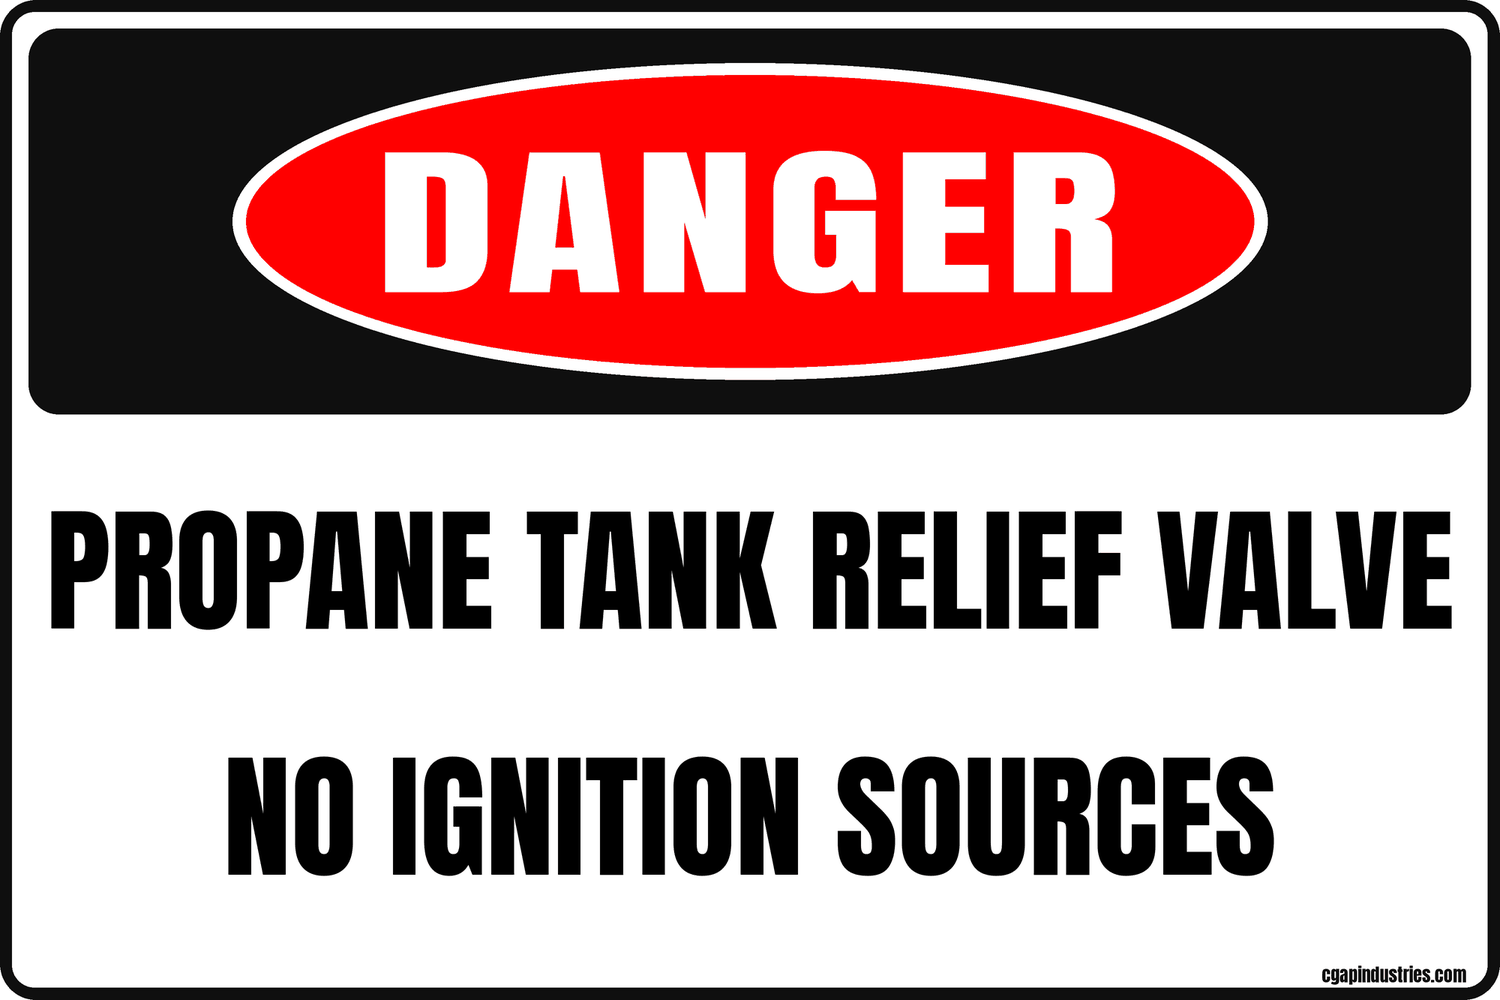 DANGER
PROPANE TANK RELIEF VALVE
NO IGNITION SOURCES
cgapindustries.com